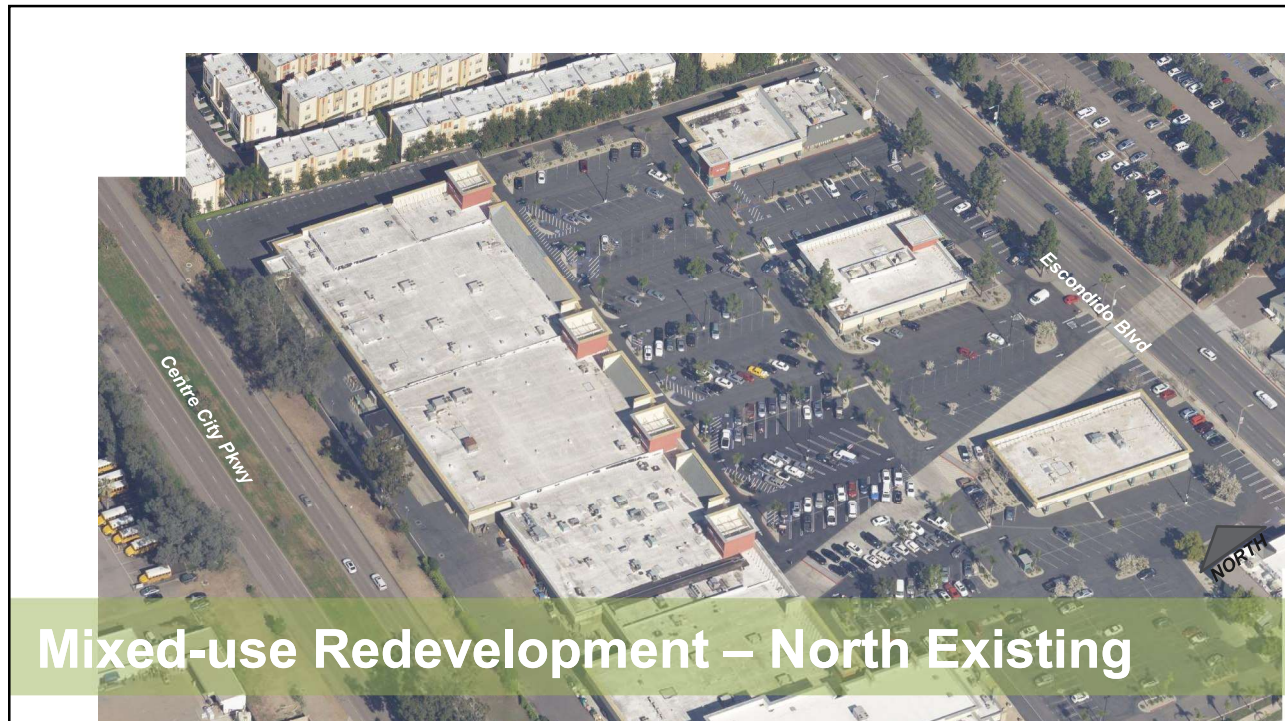 Escondido Blvd
Centre City Pkwy
NORTH
Mixed-use Redevelopment – North Existing